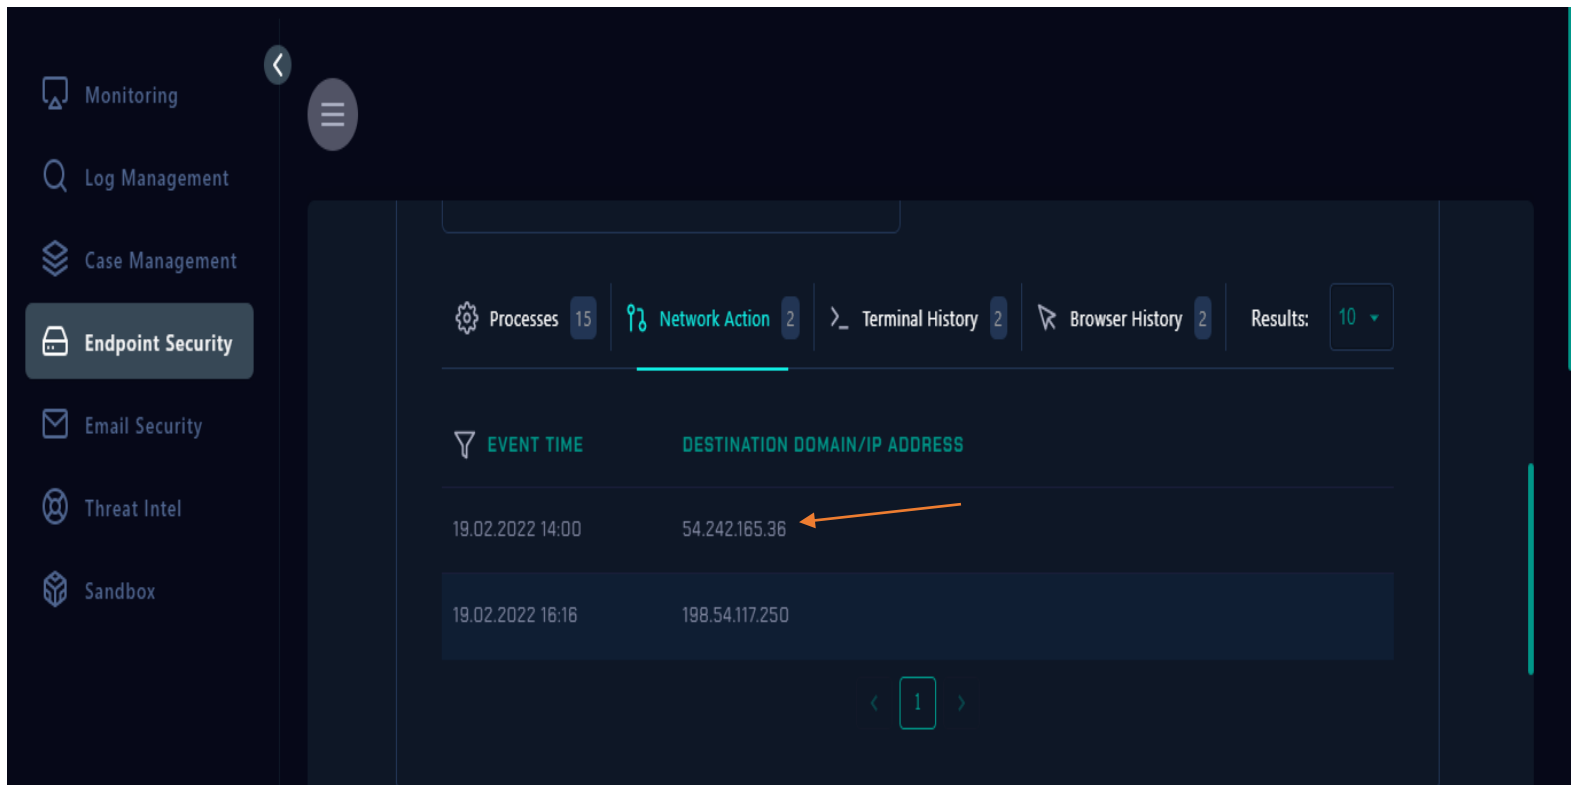 Monitoring
Log Management
Case Management
Endpoint Security
Email Security
Threat Intel
Sandbox
Processes 15 Network Action 2 Terminal History 2 Browser History 2 Results: 10
EVENT TIME DESTINATION DOMAIN/IP ADDRESS
19.02.2022 14:00 54.242.165.36
19.02.2022 16:16 198.54.117.250
1